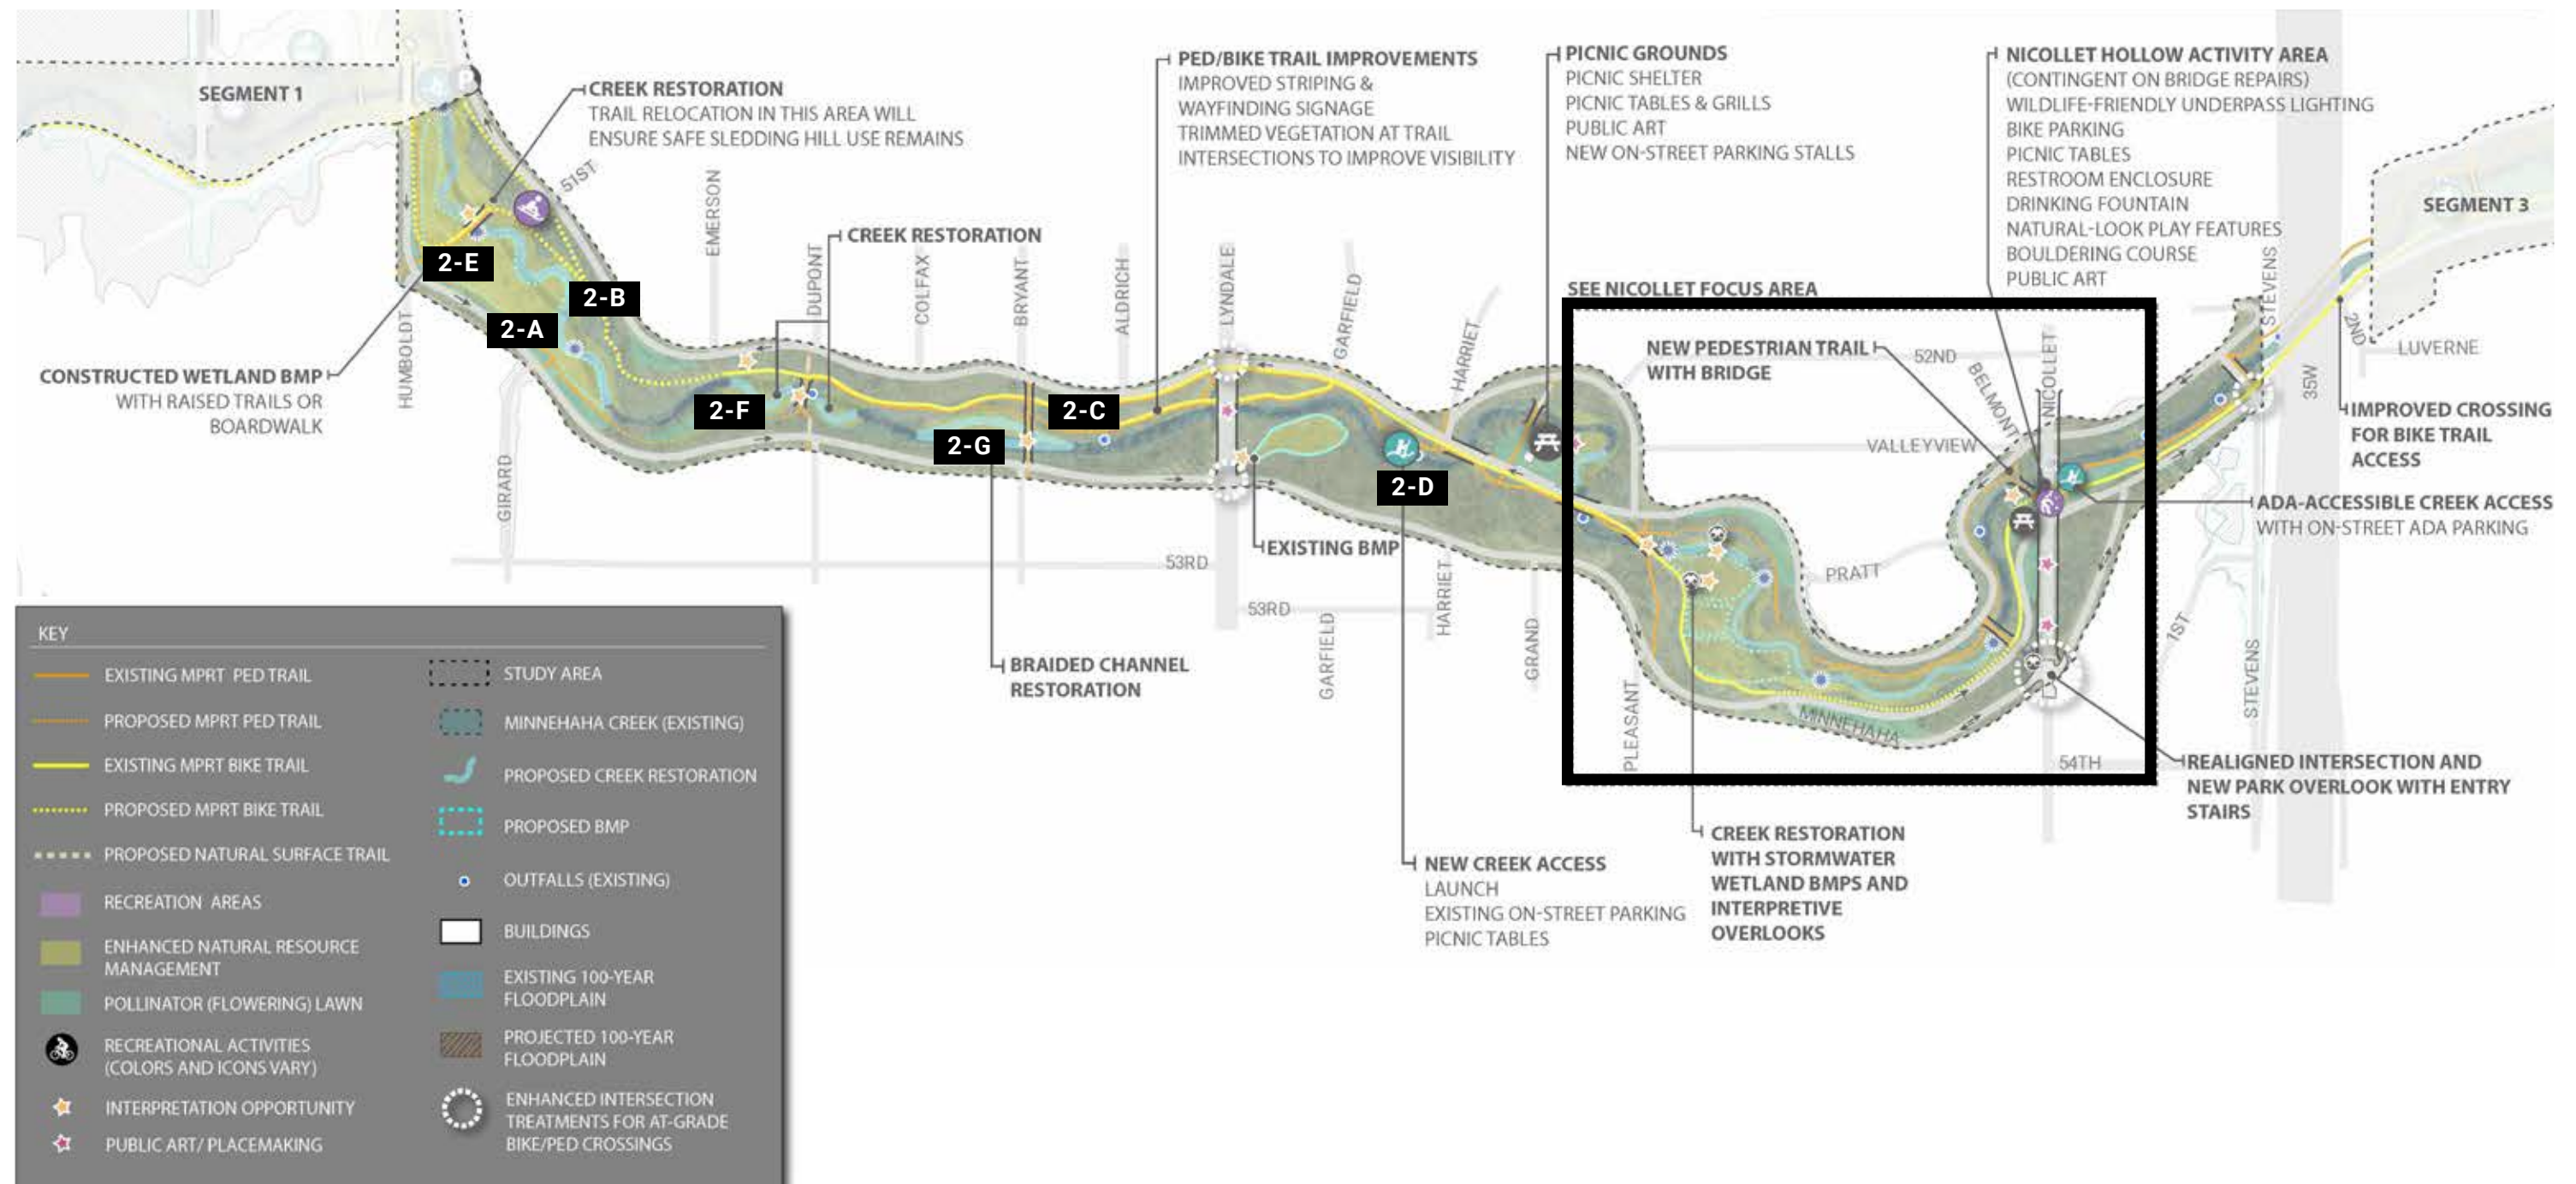 SEGMENT 1
CREEK RESTORATION
TRAIL RELOCATION IN THIS AREA WILL
ENSURE SAFE SLEDDING HILL USE REMAINS
51ST
PED/BIKE TRAIL IMPROVEMENTS
IMPROVED STRIPING &
WAYFINDING SIGNAGE
TRIMMED VEGETATION AT TRAIL
INTERSECTIONS TO IMPROVE VISIBILITY
PICNIC GROUNDS
PICNIC SHELTER
PICNIC TABLES & GRILLS
PUBLIC ART
NEW ON-STREET PARKING STALLS
NICOLLET HOLLOW ACTIVITY AREA
(CONTINGENT ON BRIDGE REPAIRS)
WILDLIFE-FRIENDLY UNDERPASS LIGHTING
BIKE PARKING
PICNIC TABLES
RESTROOM ENCLOSURE
DRINKING FOUNTAIN
NATURAL-LOOK PLAY FEATURES
BOULDERING COURSE
PUBLIC ART
SEGMENT 3
P
2-E
2-B
2-A
2-F
2-G
2-C
2-D
CREEK RESTORATION
EMERSON
DUPONT
COLFAX
BRYANT
ALDRICH
LYNDALE
GARFIELD
HARRIET
SEE NICOLLET FOCUS AREA
NEW PEDESTRIAN TRAIL
WITH BRIDGE
52ND
BELMONT
NICOLLET
STEVENS
35W
2ND
LUVERNE
VALLEYVIEW
PRATT
IMPROVED CROSSING
FOR BIKE TRAIL
ACCESS
ADA-ACCESSIBLE CREEK ACCESS
WITH ON-STREET ADA PARKING
CONSTRUCTED WETLAND BMP
WITH RAISED TRAILS OR
BOARDWALK
HUMBOLDT
GIRARD
53RD
EXISTING BMP
53RD
GARFIELD
HARRIET
GRAND
PLEASANT
MINNEHAHA
54TH
1ST
STEVENS
BRAIDED CHANNEL
RESTORATION
REALIGNED INTERSECTION AND
NEW PARK OVERLOOK WITH ENTRY
STAIRS
NEW CREEK ACCESS
LAUNCH
EXISTING ON-STREET PARKING
PICNIC TABLES
CREEK RESTORATION
WITH STORMWATER
WETLAND BMPS AND
INTERPRETIVE
OVERLOOKS
KEY
EXISTING MPRT PED TRAIL
PROPOSED MPRT PED TRAIL
EXISTING MPRT BIKE TRAIL
PROPOSED MPRT BIKE TRAIL
PROPOSED NATURAL SURFACE TRAIL
RECREATION AREAS
ENHANCED NATURAL RESOURCE
MANAGEMENT
POLLINATOR (FLOWERING) LAWN
RECREATIONAL ACTIVITIES
(COLORS AND ICONS VARY)
INTERPRETATION OPPORTUNITY
PUBLIC ART/ PLACEMAKING
STUDY AREA
MINNEHAHA CREEK (EXISTING)
PROPOSED CREEK RESTORATION
PROPOSED BMP
OUTFALLS (EXISTING)
BUILDINGS
EXISTING 100-YEAR
FLOODPLAIN
PROJECTED 100-YEAR
FLOODPLAIN
ENHANCED INTERSECTION
TREATMENTS FOR AT-GRADE
BIKE/PED CROSSINGS